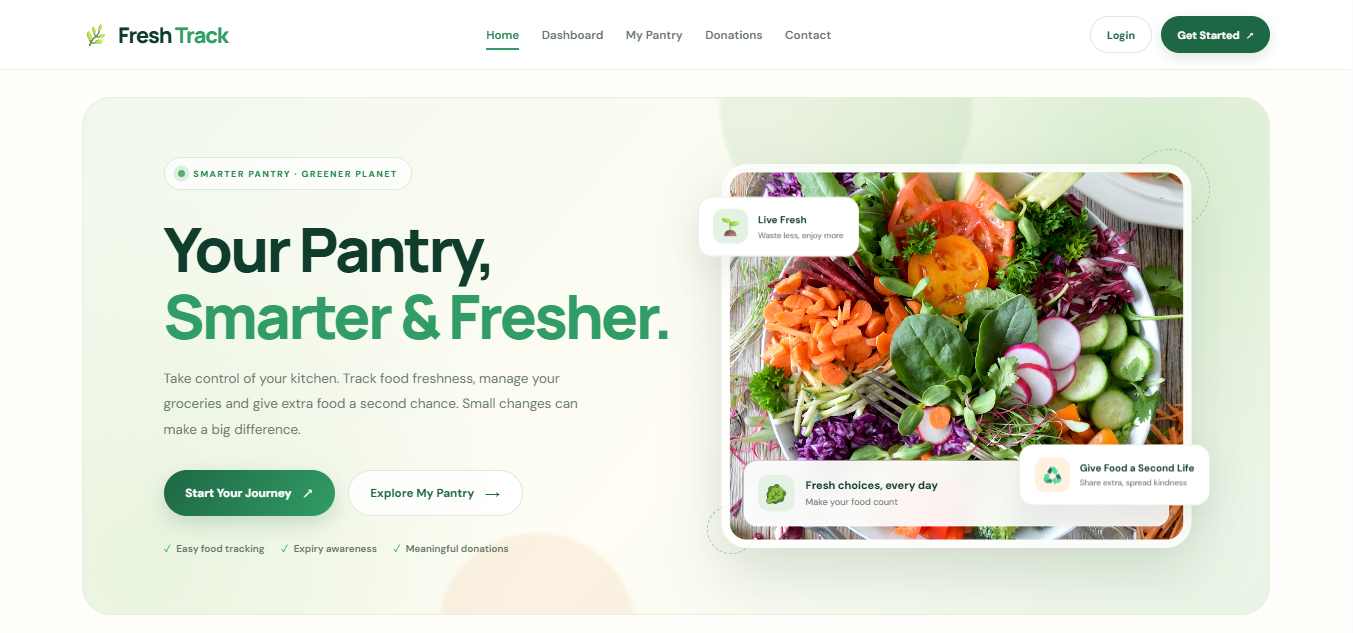 Fresh Track
Home
Dashboard
My Pantry
Donations
Contact
Login
Get Started ↗
SMARTER PANTRY · GREENER PLANET
Your Pantry,
Smarter & Fresher.
Take control of your kitchen. Track food freshness, manage your
groceries and give extra food a second chance. Small changes can
make a big difference.
Start Your Journey ↗
Explore My Pantry →
✓ Easy food tracking
✓ Expiry awareness
✓ Meaningful donations
Live Fresh
Waste less, enjoy more
Fresh choices, every day
Make your food count
Give Food a Second Life
Share extra, spread kindness